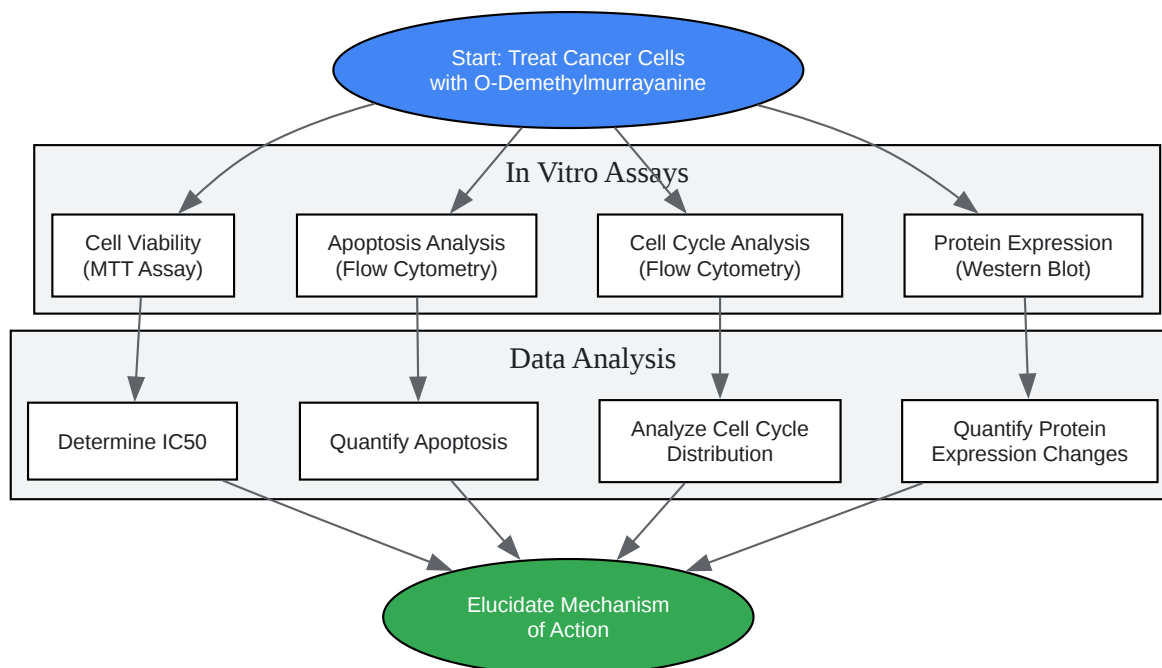 Start: Treat Cancer Cells
with O-Demethylmurrayanine
In Vitro Assays
Cell Viability
(MTT Assay)
Apoptosis Analysis
(Flow Cytometry)
Cell Cycle Analysis
(Flow Cytometry)
Protein Expression
(Western Blot)
Data Analysis
Determine IC50
Quantify Apoptosis
Analyze Cell Cycle
Distribution
Quantify Protein
Expression Changes
Elucidate Mechanism
of Action